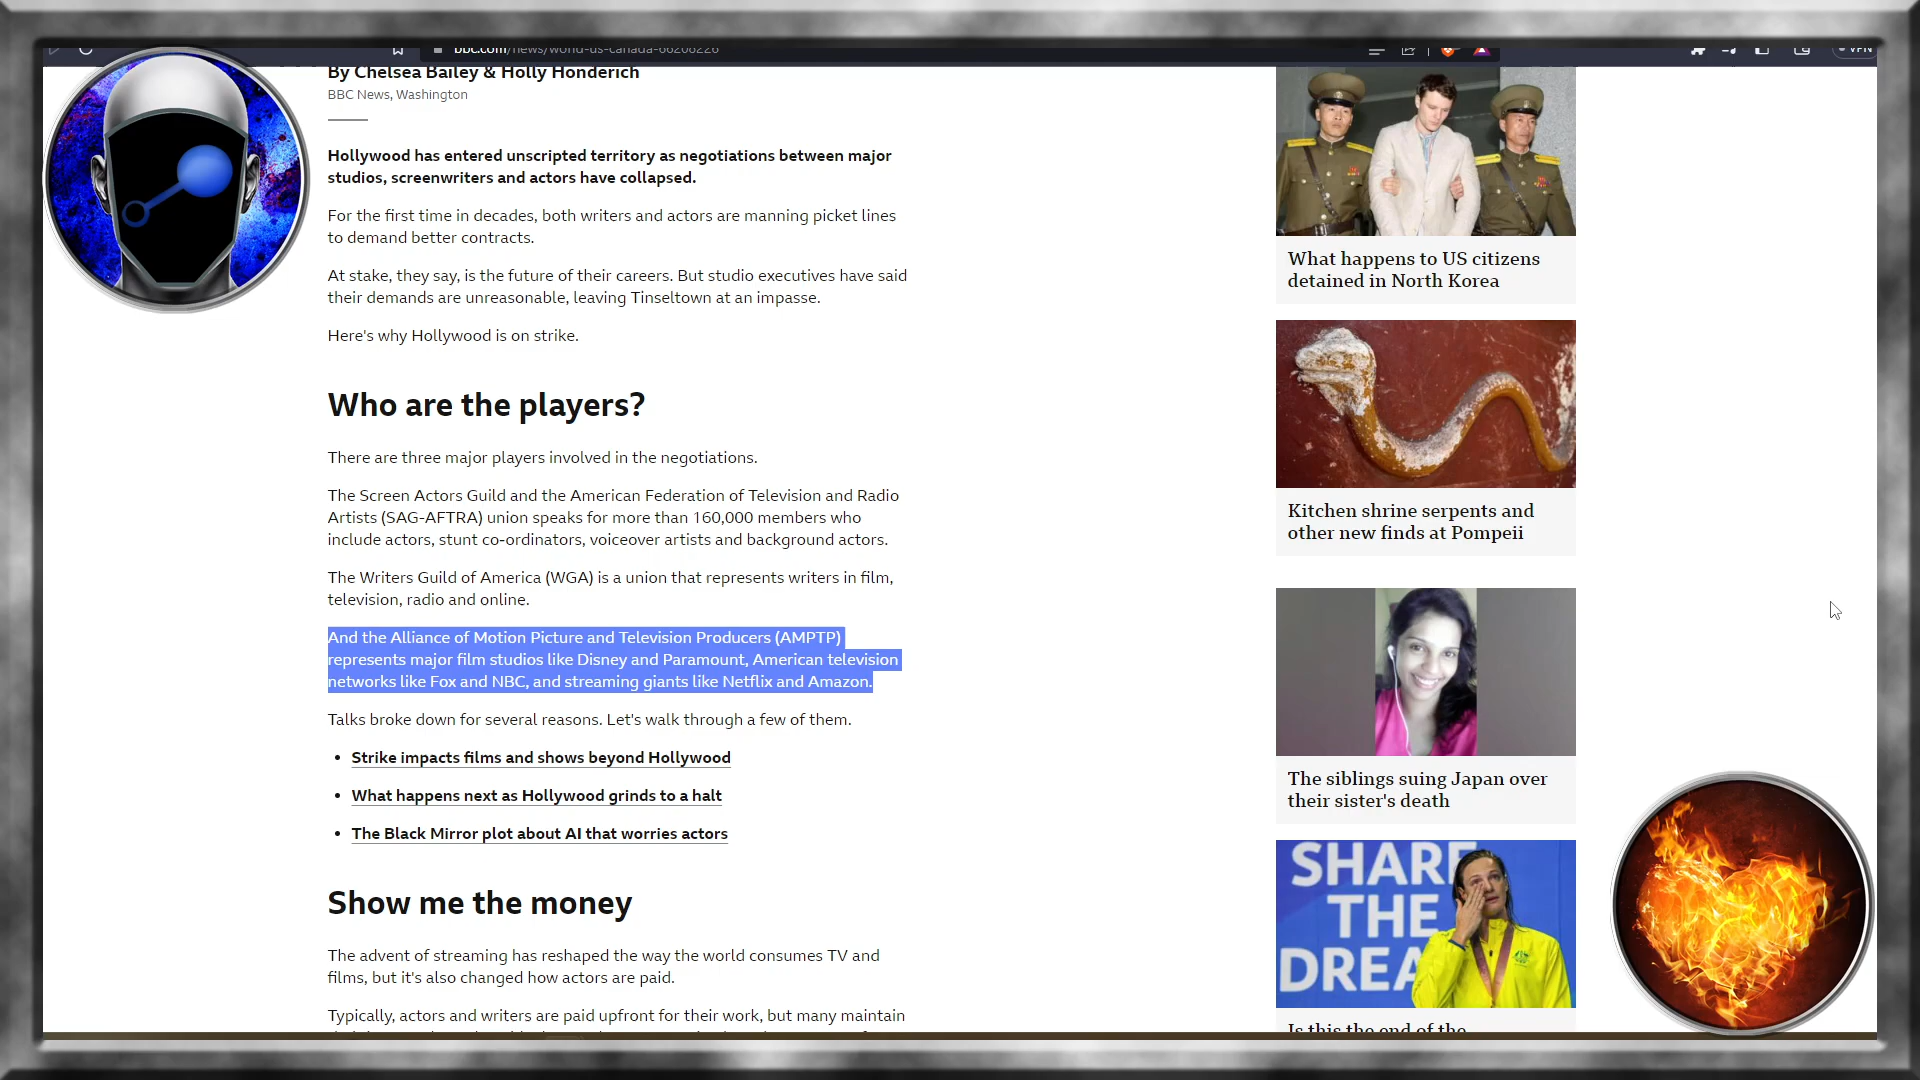 bbc.com/news/world-us-canada-66206226
VPN
By Chelsea Bailey & Holly Honderich
BBC News, Washington
Hollywood has entered unscripted territory as negotiations between major
studios, screenwriters and actors have collapsed.
For the first time in decades, both writers and actors are manning picket lines
to demand better contracts.
At stake, they say, is the future of their careers. But studio executives have said
their demands are unreasonable, leaving Tinseltown at an impasse.
Here's why Hollywood is on strike.
Who are the players?
There are three major players involved in the negotiations.
The Screen Actors Guild and the American Federation of Television and Radio
Artists (SAG-AFTRA) union speaks for more than 160,000 members who
include actors, stunt co-ordinators, voiceover artists and background actors.
The Writers Guild of America (WGA) is a union that represents writers in film,
television, radio and online.
And the Alliance of Motion Picture and Television Producers (AMPTP)
represents major film studios like Disney and Paramount, American television
networks like Fox and NBC, and streaming giants like Netflix and Amazon.
Talks broke down for several reasons. Let's walk through a few of them.
• Strike impacts films and shows beyond Hollywood
• What happens next as Hollywood grinds to a halt
• The Black Mirror plot about AI that worries actors
Show me the money
The advent of streaming has reshaped the way the world consumes TV and
films, but it's also changed how actors are paid.
Typically, actors and writers are paid upfront for their work, but many maintain
What happens to US citizens
detained in North Korea
Kitchen shrine serpents and
other new finds at Pompeii
The siblings suing Japan over
their sister's death
SHARE
THE
DREA
Is this the end of the